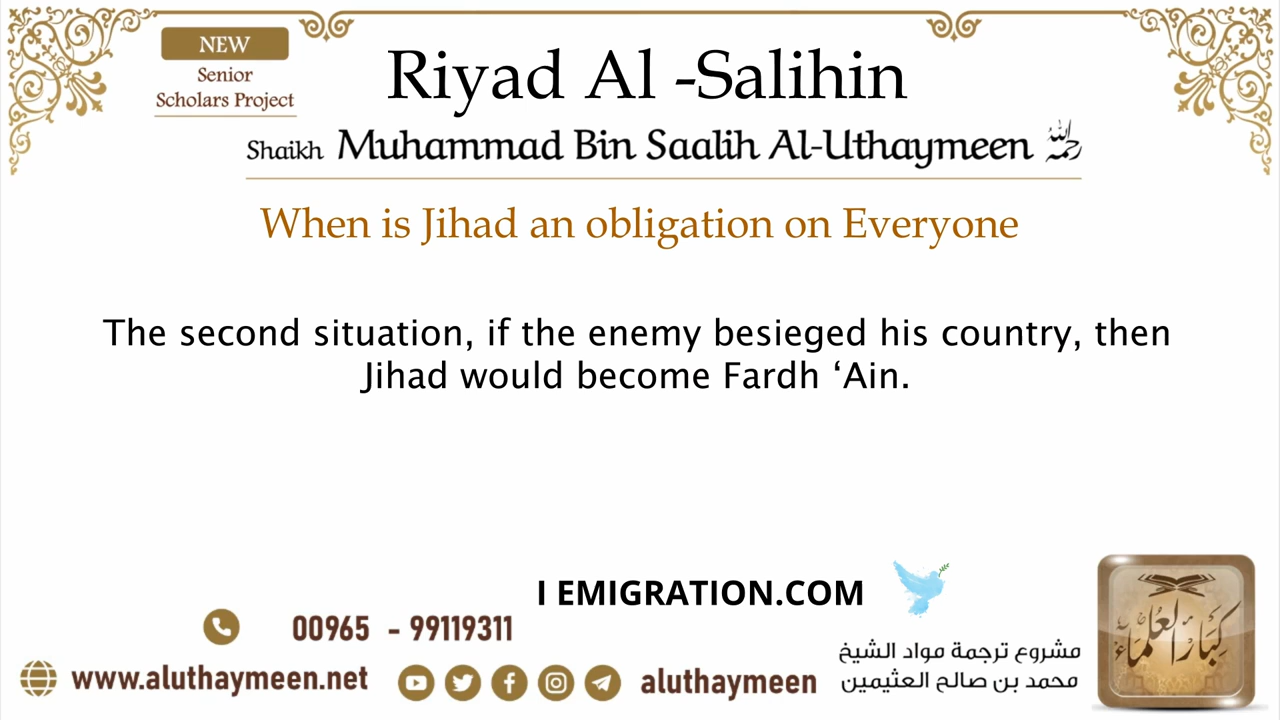 NEW
Senior
Scholars Project
Riyad Al -Salihin
Shaikh Muhammad Bin Saalih Al-Uthaymeen رحمه الله
When is Jihad an obligation on Everyone
The second situation, if the enemy besieged his country, then
Jihad would become Fardh ‘Ain.
I EMIGRATION.COM
00965 - 99119311
www.aluthaymeen.net
aluthaymeen
مشروع ترجمة مواد الشيخ
محمد بن صالح العثيمين
كبار العلماء